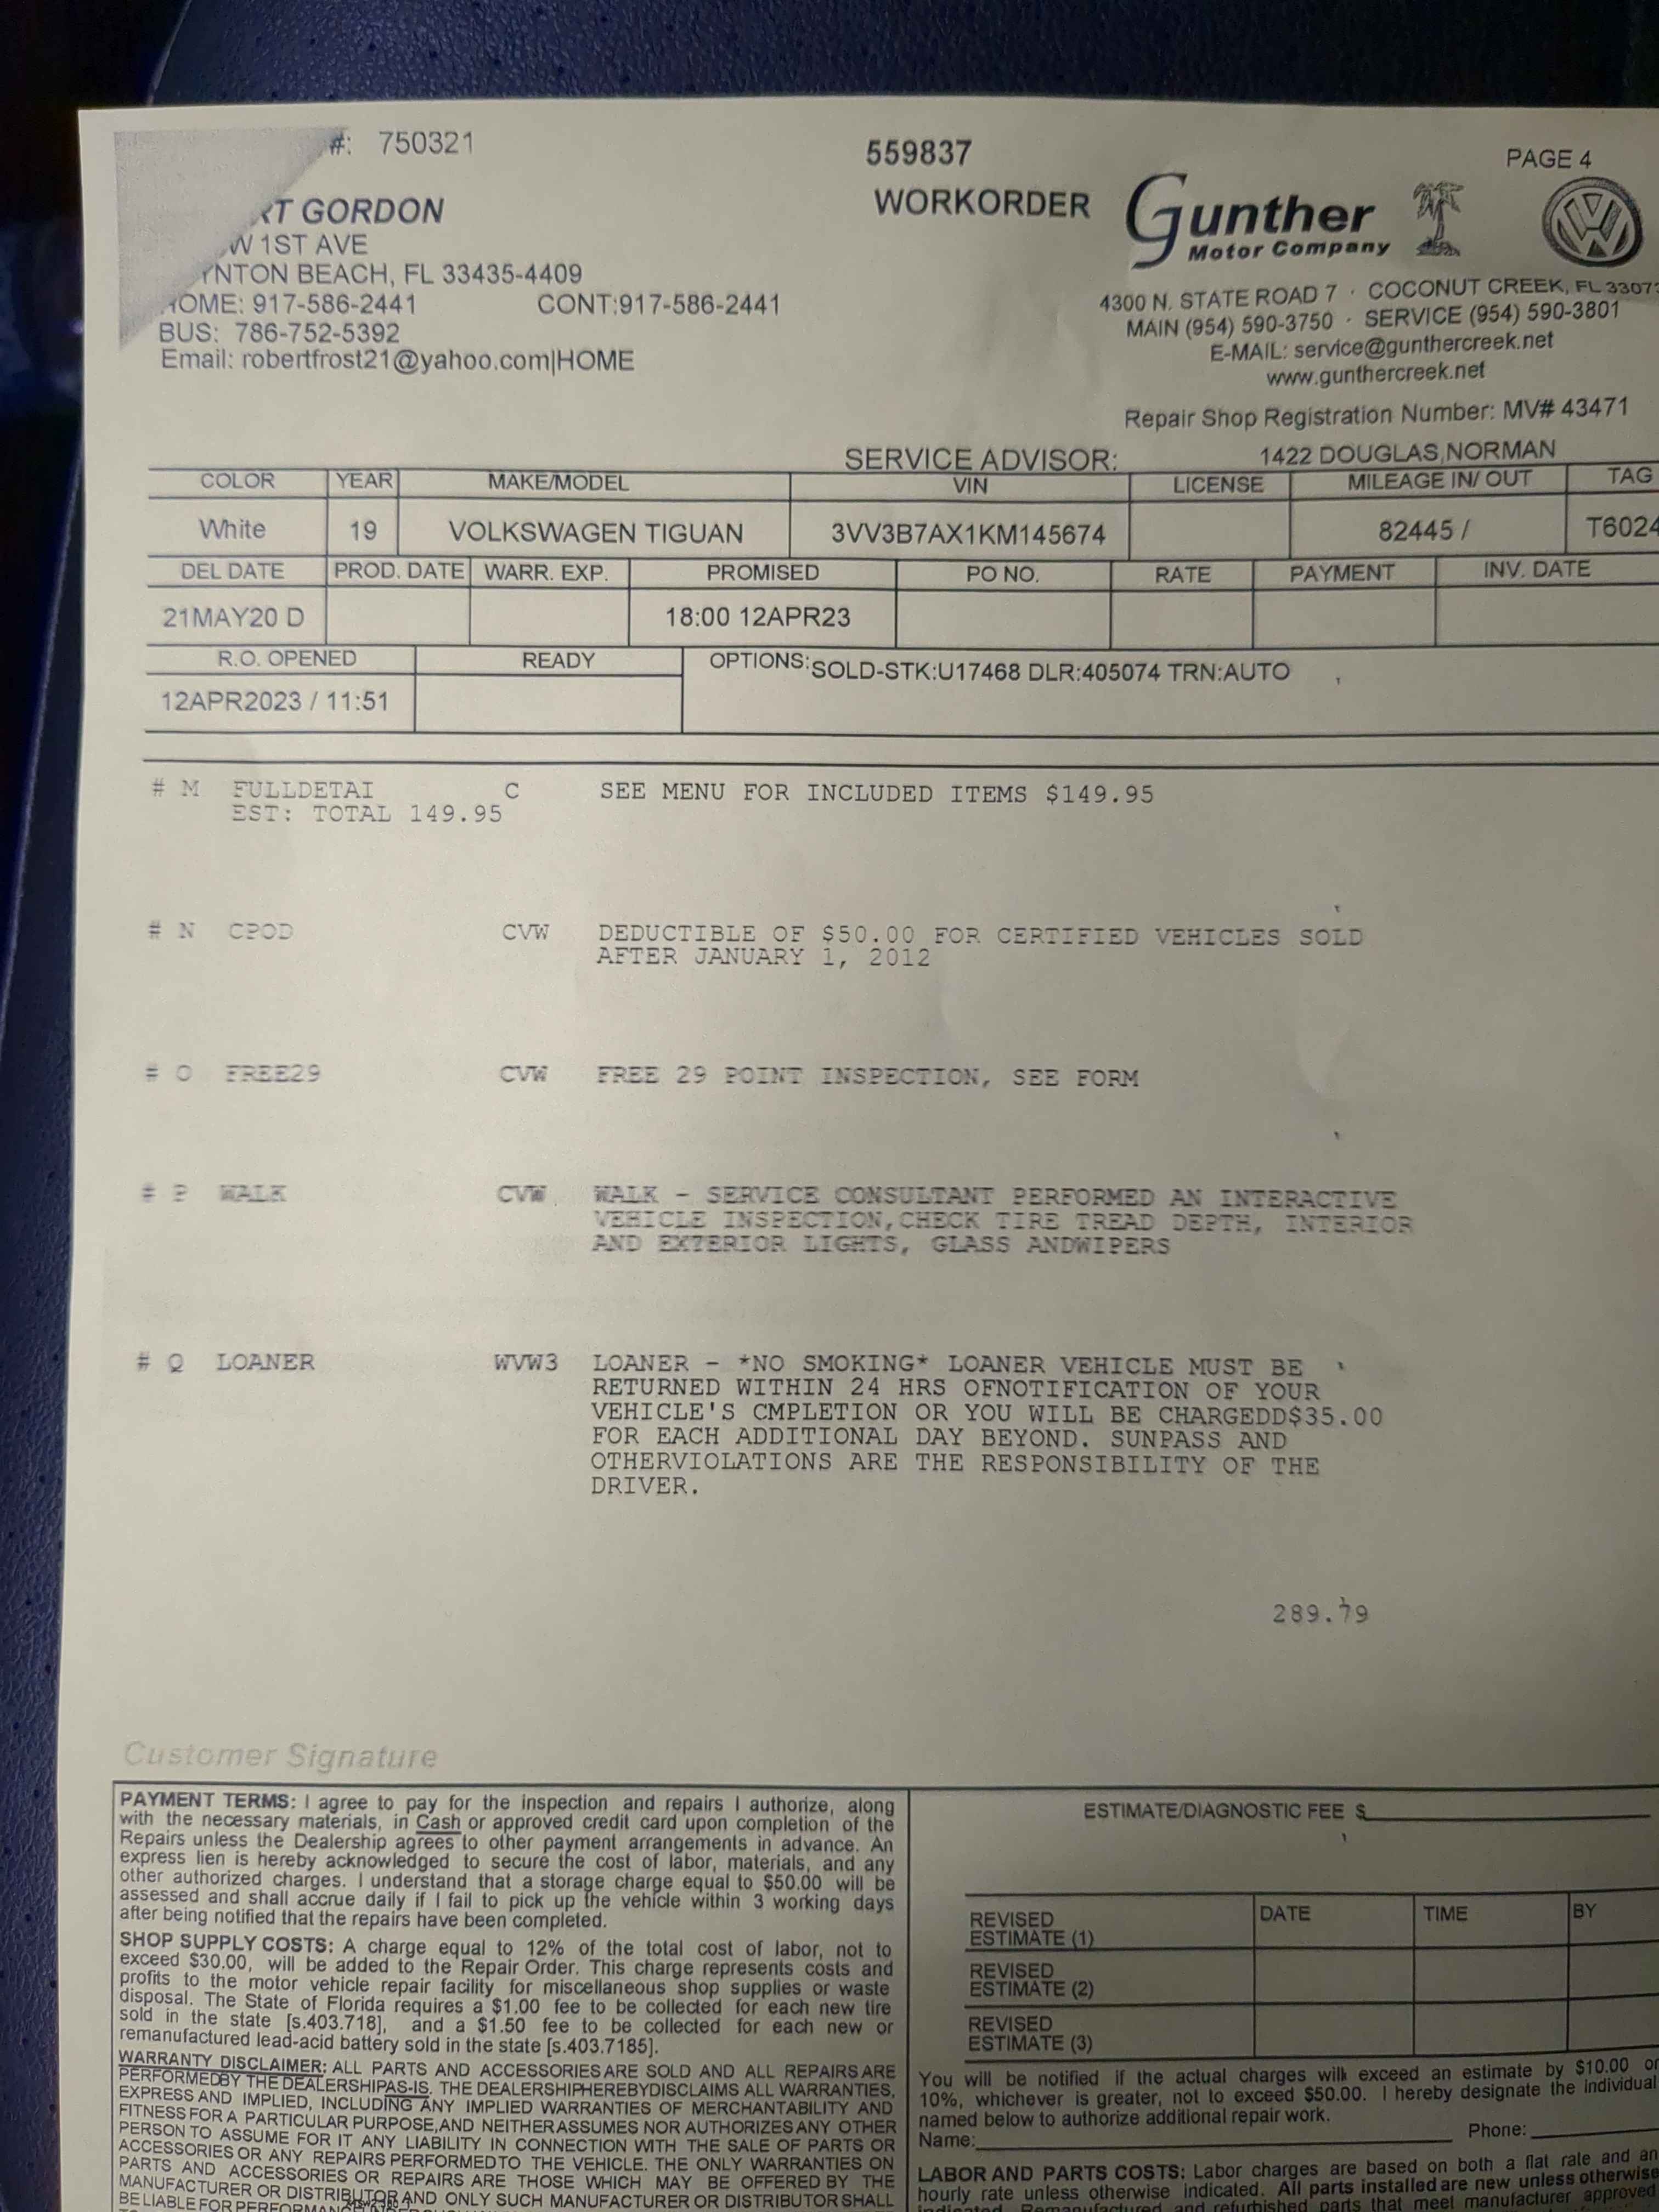 #: 750321
559837
PAGE 4
WORKORDER
Gunther
Motor Company
RT GORDON
W 1ST AVE
YNTON BEACH, FL 33435-4409
HOME: 917-586-2441 CONT:917-586-2441
BUS: 786-752-5392
Email: robertfrost21@yahoo.com|HOME
4300 N. STATE ROAD 7 · COCONUT CREEK, FL 3307
MAIN (954) 590-3750 · SERVICE (954) 590-3801
E-MAIL: service@gunthercreek.net
www.gunthercreek.net
Repair Shop Registration Number: MV# 43471
SERVICE ADVISOR: 1422 DOUGLAS,NORMAN
COLOR YEAR MAKE/MODEL VIN LICENSE MILEAGE IN/ OUT TAG
White 19 VOLKSWAGEN TIGUAN 3VV3B7AX1KM145674 82445 / T6024
DEL DATE PROD. DATE WARR. EXP. PROMISED PO NO. RATE PAYMENT INV. DATE
21MAY20 D 18:00 12APR23
R.O. OPENED READY OPTIONS: SOLD-STK:U17468 DLR:405074 TRN:AUTO
12APR2023 / 11:51
# M FULLDETAI C SEE MENU FOR INCLUDED ITEMS $149.95
EST: TOTAL 149.95
# N CPOD CVW DEDUCTIBLE OF $50.00 FOR CERTIFIED VEHICLES SOLD
AFTER JANUARY 1, 2012
# O FREE29 CVW FREE 29 POINT INSPECTION, SEE FORM
# P WALK CVW WALK - SERVICE CONSULTANT PERFORMED AN INTERACTIVE
VEHICLE INSPECTION,CHECK TIRE TREAD DEPTH, INTERIOR
AND EXTERIOR LIGHTS, GLASS ANDWIPERS
# Q LOANER WVW3 LOANER - *NO SMOKING* LOANER VEHICLE MUST BE
RETURNED WITHIN 24 HRS OFNOTIFICATION OF YOUR
VEHICLE'S CMPLETION OR YOU WILL BE CHARGEDD$35.00
FOR EACH ADDITIONAL DAY BEYOND. SUNPASS AND
OTHERVIOLATIONS ARE THE RESPONSIBILITY OF THE
DRIVER.
289.79
Customer Signature
PAYMENT TERMS: I agree to pay for the inspection and repairs I authorize, along
with the necessary materials, in Cash or approved credit card upon completion of the
Repairs unless the Dealership agrees to other payment arrangements in advance. An
express lien is hereby acknowledged to secure the cost of labor, materials, and any
other authorized charges. I understand that a storage charge equal to $50.00 will be
assessed and shall accrue daily if I fail to pick up the vehicle within 3 working days
after being notified that the repairs have been completed.
SHOP SUPPLY COSTS: A charge equal to 12% of the total cost of labor, not to
exceed $30.00, will be added to the Repair Order. This charge represents costs and
profits to the motor vehicle repair facility for miscellaneous shop supplies or waste
disposal. The State of Florida requires a $1.00 fee to be collected for each new tire
sold in the state [s.403.718], and a $1.50 fee to be collected for each new or
remanufactured lead-acid battery sold in the state [s.403.7185].
WARRANTY DISCLAIMER: ALL PARTS AND ACCESSORIES ARE SOLD AND ALL REPAIRS ARE
PERFORMED BY THE DEALERSHIP AS-IS. THE DEALERSHIP HEREBY DISCLAIMS ALL WARRANTIES,
EXPRESS AND IMPLIED, INCLUDING ANY IMPLIED WARRANTIES OF MERCHANTABILITY AND
FITNESS FOR A PARTICULAR PURPOSE, AND NEITHER ASSUMES NOR AUTHORIZES ANY OTHER
PERSON TO ASSUME FOR IT ANY LIABILITY IN CONNECTION WITH THE SALE OF PARTS OR
ACCESSORIES OR ANY REPAIRS PERFORMED TO THE VEHICLE. THE ONLY WARRANTIES ON
PARTS AND ACCESSORIES OR REPAIRS ARE THOSE WHICH MAY BE OFFERED BY THE
MANUFACTURER OR DISTRIBUTOR AND ONLY SUCH MANUFACTURER OR DISTRIBUTOR SHALL
BE LIABLE FOR
ESTIMATE/DIAGNOSTIC FEE $
DATE TIME BY
REVISED
ESTIMATE (1)
REVISED
ESTIMATE (2)
REVISED
ESTIMATE (3)
You will be notified if the actual charges will exceed an estimate by $10.00 or
10%, whichever is greater, not to exceed $50.00. I hereby designate the individual
named below to authorize additional repair work.
Name: Phone:
LABOR AND PARTS COSTS: Labor charges are based on both a flat rate and an
hourly rate unless otherwise indicated. All parts installed are new unless otherwise
indicated. Remanufactured and refurbished parts that meet manufacturer approved